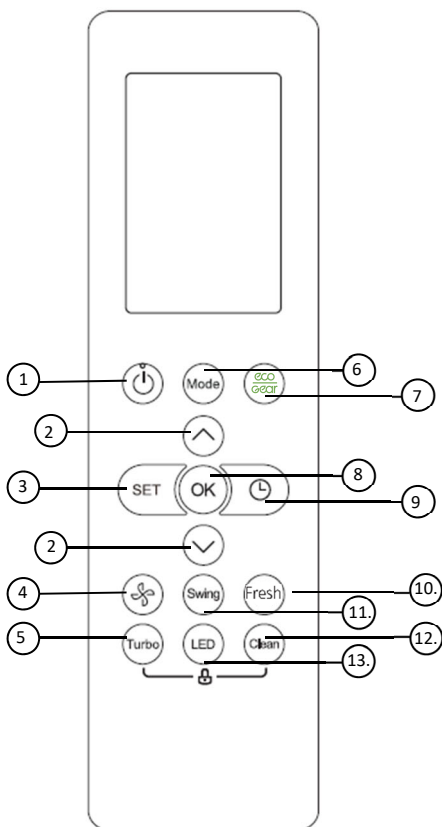 1
Mode
eco
Gear
6
7
2
3
SET
OK
8
9
2
4
Swing
Fresh
10.
11.
5
Turbo
LED
Clean
12.
13.